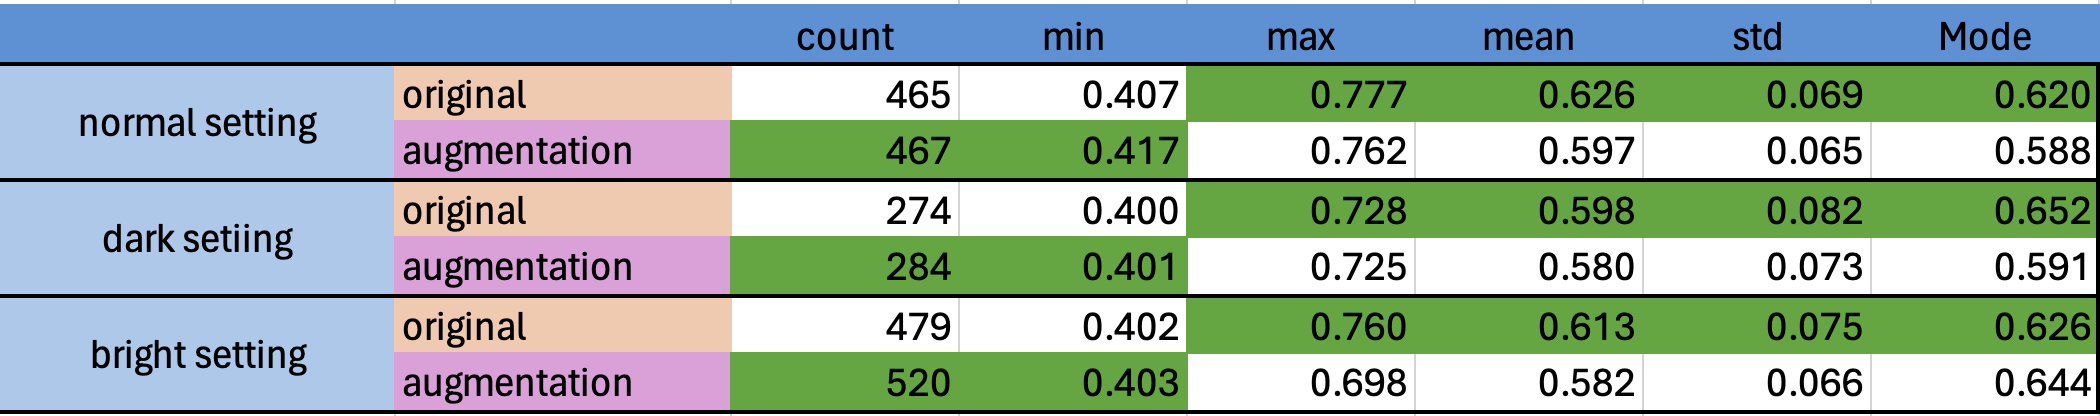 count min max mean std Mode
normal setting original 465 0.407 0.777 0.626 0.069 0.620
augmentation 467 0.417 0.762 0.597 0.065 0.588
dark setiing original 274 0.400 0.728 0.598 0.082 0.652
augmentation 284 0.401 0.725 0.580 0.073 0.591
bright setting original 479 0.402 0.760 0.613 0.075 0.626
augmentation 520 0.403 0.698 0.582 0.066 0.644